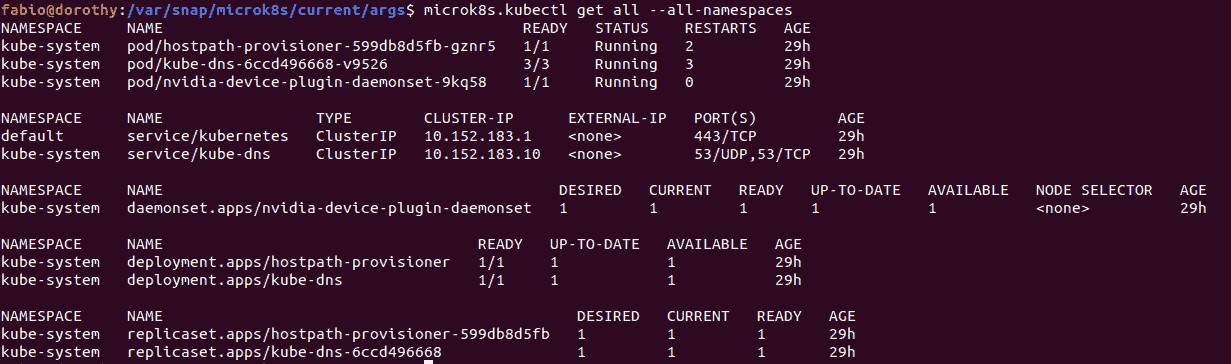 fabio@dorothy:/var/snap/microk8s/current/args$ microk8s.kubectl get all --all-namespaces
NAMESPACE NAME READY STATUS RESTARTS AGE
kube-system pod/hostpath-provisioner-599db8d5fb-gznr5 1/1 Running 2 29h
kube-system pod/kube-dns-6ccd496668-v9526 3/3 Running 3 29h
kube-system pod/nvidia-device-plugin-daemonset-9kq58 1/1 Running 0 29h
NAMESPACE NAME TYPE CLUSTER-IP EXTERNAL-IP PORT(S) AGE
default service/kubernetes ClusterIP 10.152.183.1 <none> 443/TCP 29h
kube-system service/kube-dns ClusterIP 10.152.183.10 <none> 53/UDP,53/TCP 29h
NAMESPACE NAME DESIRED CURRENT READY UP-TO-DATE AVAILABLE NODE SELECTOR AGE
kube-system daemonset.apps/nvidia-device-plugin-daemonset 1 1 1 1 1 <none> 29h
NAMESPACE NAME READY UP-TO-DATE AVAILABLE AGE
kube-system deployment.apps/hostpath-provisioner 1/1 1 1 29h
kube-system deployment.apps/kube-dns 1/1 1 1 29h
NAMESPACE NAME DESIRED CURRENT READY AGE
kube-system replicaset.apps/hostpath-provisioner-599db8d5fb 1 1 1 29h
kube-system replicaset.apps/kube-dns-6ccd496668 1 1 1 29h